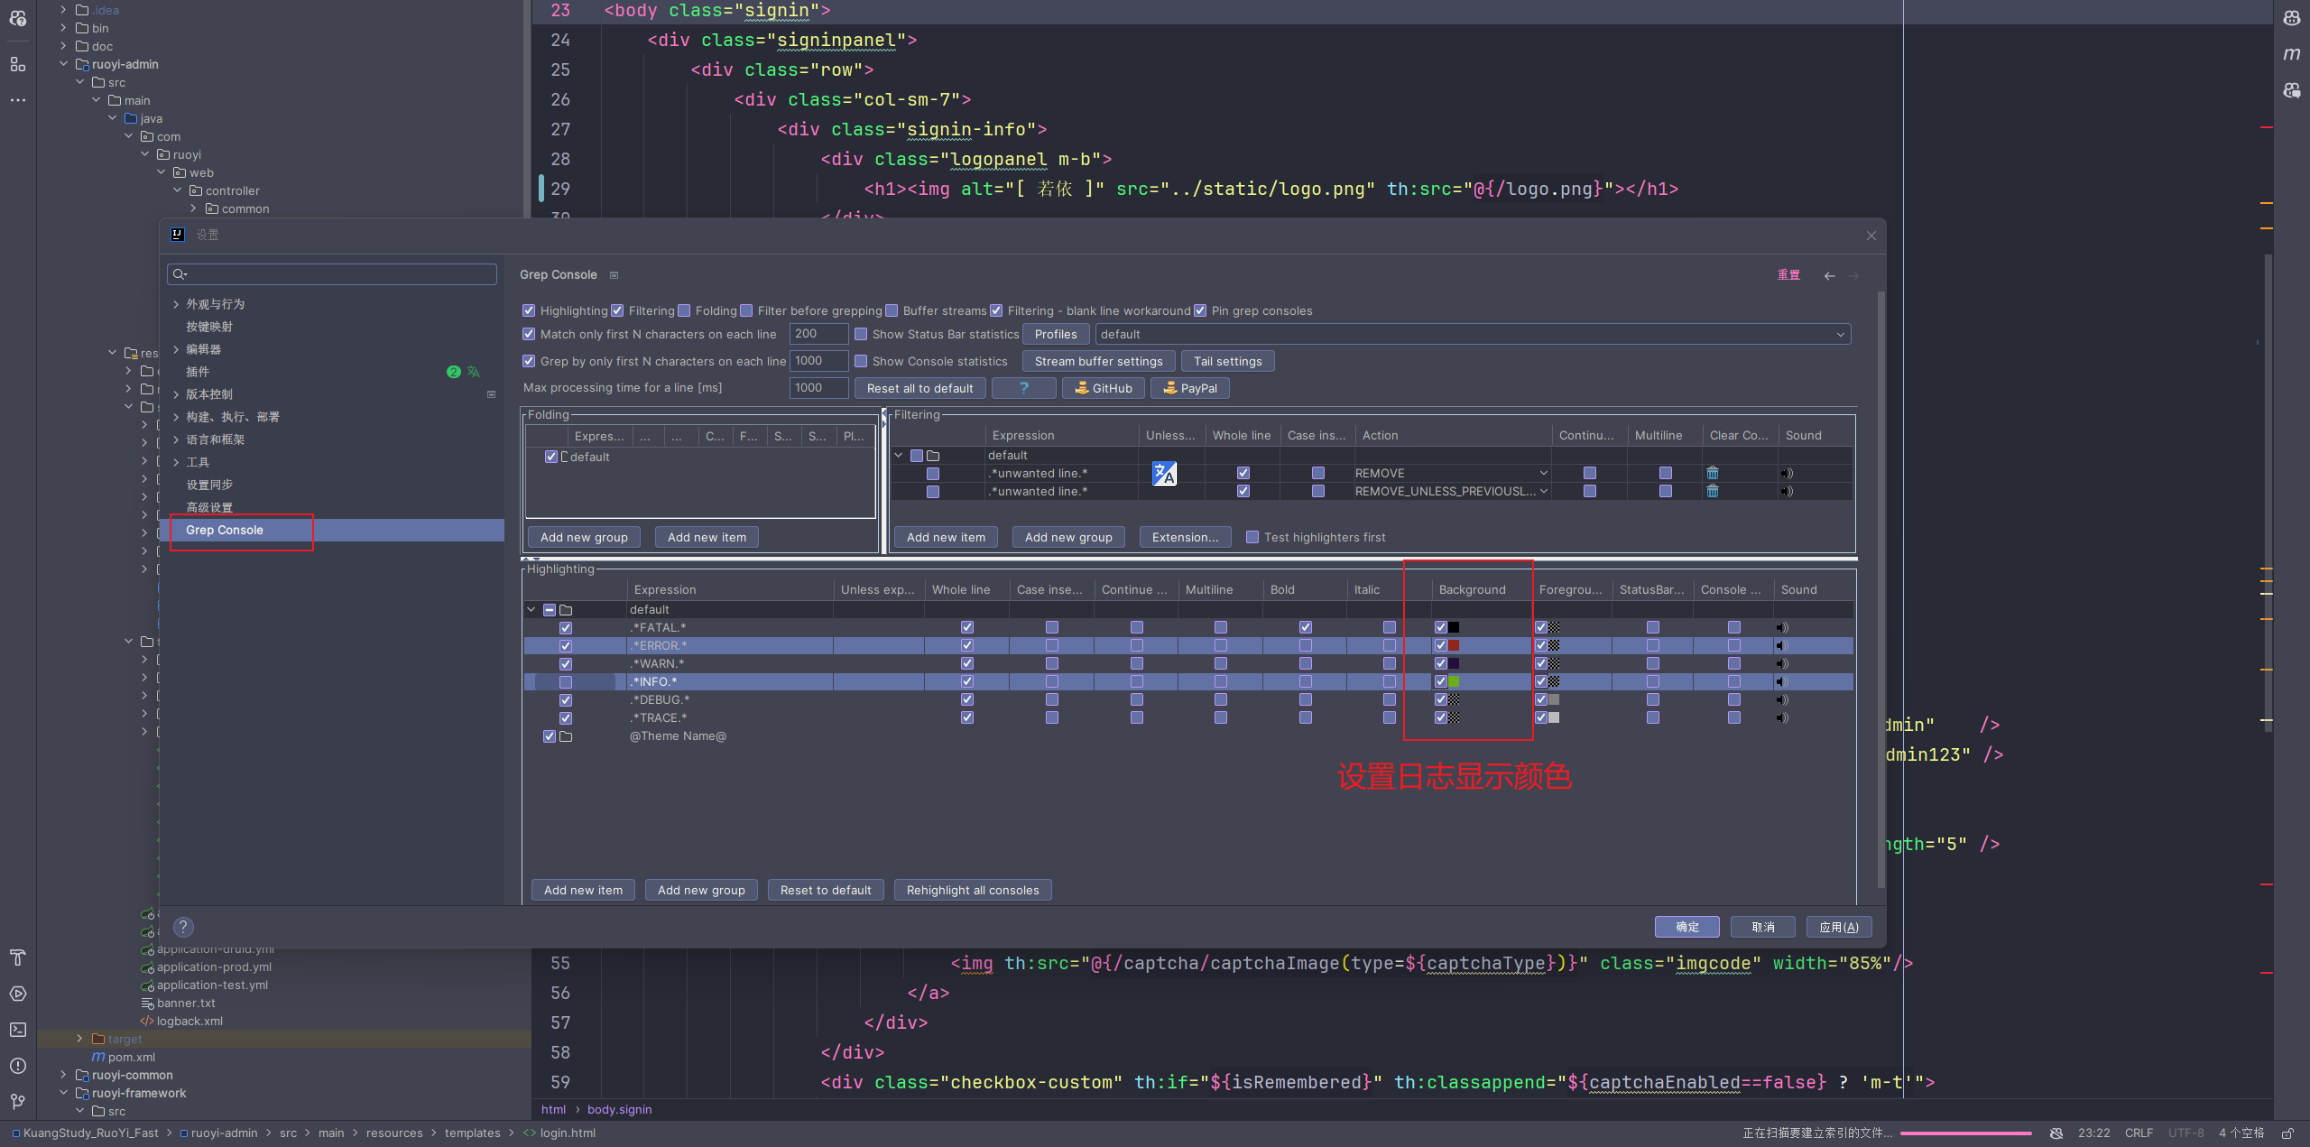 .idea
bin
doc
ruoyi-admin
src
main
java
com
ruoyi
web
controller
common
23 <body class="signin">
24 <div class="signinpanel">
25 <div class="row">
26 <div class="col-sm-7">
27 <div class="signin-info">
28 <div class="logopanel m-b">
29 <h1><img alt="[ 若依 ]" src="../static/logo.png" th:src="@{/logo.png}"></h1>
30 </div>
设置
外观与行为
按键映射
编辑器
插件 2
版本控制
构建、执行、部署
语言和框架
工具
设置同步
高级设置
Grep Console
res
Grep Console
重置
Highlighting Filtering Folding Filter before grepping Buffer streams Filtering - blank line workaround Pin grep consoles
Match only first N characters on each line 200 Show Status Bar statistics Profiles default
Grep by only first N characters on each line 1000 Show Console statistics Stream buffer settings Tail settings
Max processing time for a line [ms] 1000 Reset all to default ? GitHub PayPal
Folding
Expres... ... ... C... F... S... S... Pl...
default
Add new group Add new item
Filtering
Expression Unless... Whole line Case ins... Action Continu... Multiline Clear Co... Sound
default
.*unwanted line.* REMOVE
.*unwanted line.* REMOVE_UNLESS_PREVIOUSL...
Add new item Add new group Extension... Test highlighters first
Highlighting
Expression Unless exp... Whole line Case inse... Continue ... Multiline Bold Italic Background Foregrou... StatusBar... Console ... Sound
default
.*FATAL.*
.*ERROR.*
.*WARN.*
.*INFO.*
.*DEBUG.*
.*TRACE.*
@Theme Name@
设置日志显示颜色
Add new item Add new group Reset to default Rehighlight all consoles
? 确定 取消 应用(A)
dmin" />
dmin123" />
ngth="5" />
application-druid.yml
application-prod.yml
application-test.yml
banner.txt
logback.xml
target
pom.xml
ruoyi-common
ruoyi-framework
src
55 <img th:src="@{/captcha/captchaImage(type=${captchaType})}" class="imgcode" width="85%"/>
56 </a>
57 </div>
58 </div>
59 <div class="checkbox-custom" th:if="${isRemembered}" th:classappend="${captchaEnabled==false} ? 'm-t'">
html › body.signin
KuangStudy_RuoYi_Fast › ruoyi-admin › src › main › resources › templates › login.html
正在扫描要建立索引的文件... 23:22 CRLF UTF-8 4 个空格